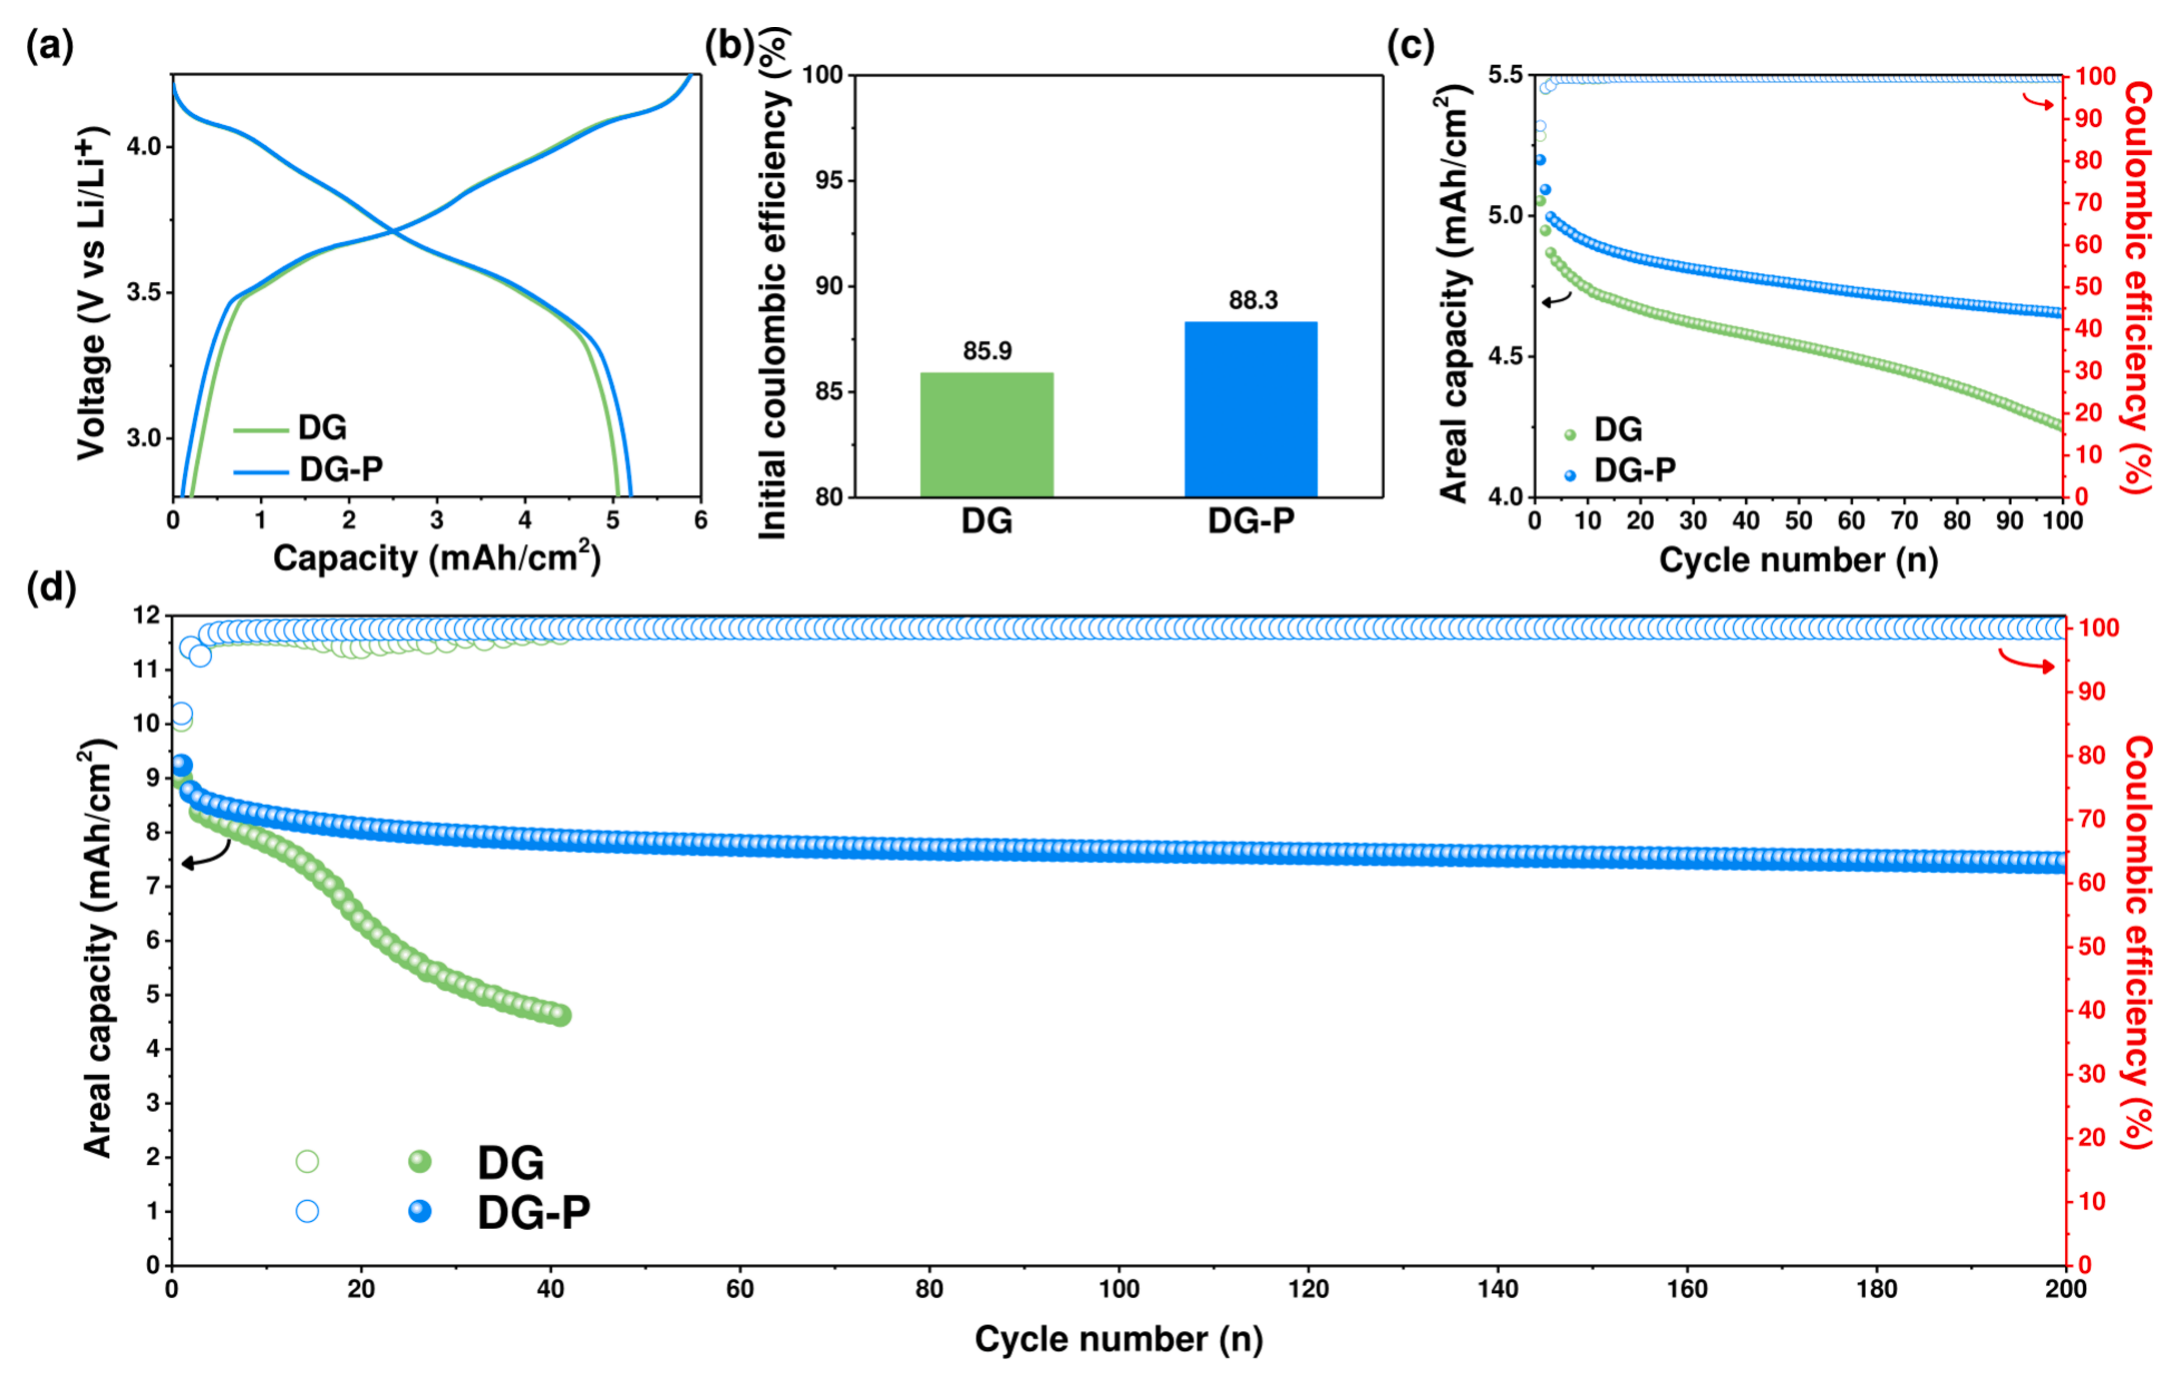 (a)
Voltage (V vs Li/Li+)
4.0
3.5
3.0
DG
DG-P
0 1 2 3 4 5 6
Capacity (mAh/cm2)
(b)
Initial coulombic efficiency (%)
100
95
90
85
80
85.9
88.3
DG DG-P
(c)
Areal capacity (mAh/cm2)
5.5
5.0
4.5
4.0
DG
DG-P
0 10 20 30 40 50 60 70 80 90 100
Cycle number (n)
100
90
80
70
60
50
40
30
20
10
0
Coulombic efficiency (%)
(d)
Areal capacity (mAh/cm2)
12
11
10
9
8
7
6
5
4
3
2
1
0
DG
DG-P
0 20 40 60 80 100 120 140 160 180 200
Cycle number (n)
100
90
80
70
60
50
40
30
20
10
0
Coulombic efficiency (%)